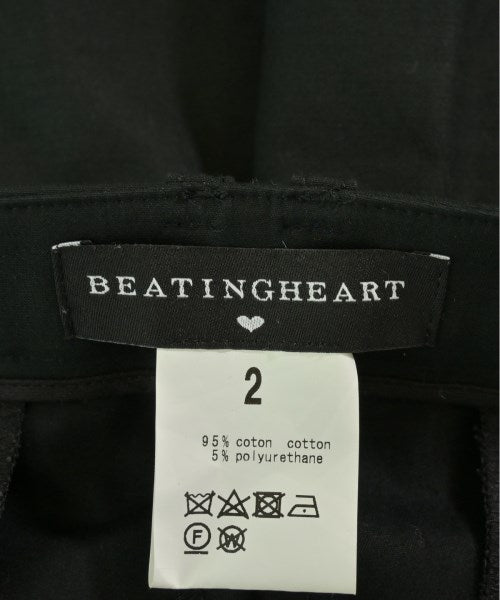 BEATINGHEART
2
95% coton cotton
5% polyurethane
F W